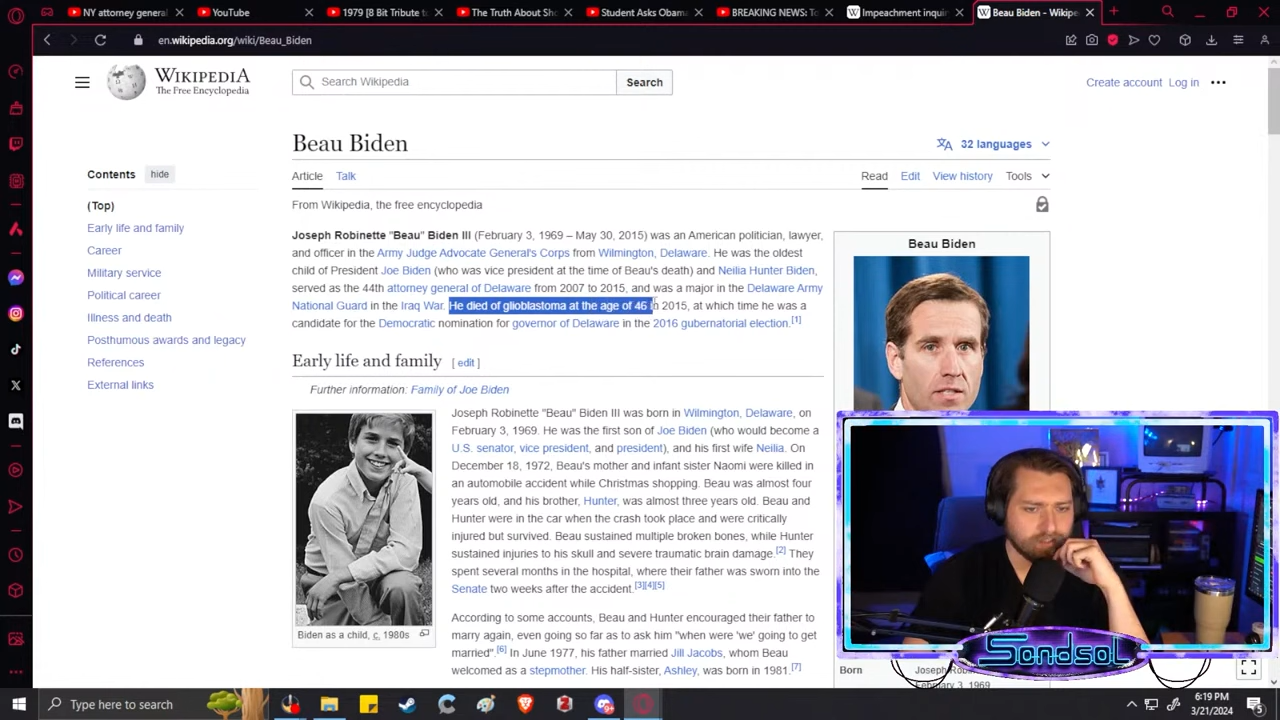 NY attorney general
YouTube
1979 [8 Bit Tribute to
The Truth About Sho
Student Asks Obama
BREAKING NEWS: To
Impeachment inquir
Beau Biden - Wikipe
en.wikipedia.org/wiki/Beau_Biden
WIKIPEDIA
The Free Encyclopedia
Search Wikipedia
Search
Create account Log in
Beau Biden
32 languages
Contents hide
(Top)
Early life and family
Career
Military service
Political career
Illness and death
Posthumous awards and legacy
References
External links
Article Talk
Read Edit View history Tools
From Wikipedia, the free encyclopedia
Joseph Robinette "Beau" Biden III (February 3, 1969 – May 30, 2015) was an American politician, lawyer,
and officer in the Army Judge Advocate General's Corps from Wilmington, Delaware. He was the oldest
child of President Joe Biden (who was vice president at the time of Beau's death) and Neilia Hunter Biden,
served as the 44th attorney general of Delaware from 2007 to 2015, and was a major in the Delaware Army
National Guard in the Iraq War. He died of glioblastoma at the age of 46 in 2015, at which time he was a
candidate for the Democratic nomination for governor of Delaware in the 2016 gubernatorial election.[1]
Early life and family [ edit ]
Further information: Family of Joe Biden
Biden as a child, c. 1980s
Joseph Robinette "Beau" Biden III was born in Wilmington, Delaware, on
February 3, 1969. He was the first son of Joe Biden (who would become a
U.S. senator, vice president, and president), and his first wife Neilia. On
December 18, 1972, Beau's mother and infant sister Naomi were killed in
an automobile accident while Christmas shopping. Beau was almost four
years old, and his brother, Hunter, was almost three years old. Beau and
Hunter were in the car when the crash took place and were critically
injured but survived. Beau sustained multiple broken bones, while Hunter
sustained injuries to his skull and severe traumatic brain damage.[2] They
spent several months in the hospital, where their father was sworn into the
Senate two weeks after the accident.[3][4][5]
According to some accounts, Beau and Hunter encouraged their father to
marry again, even going so far as to ask him "when were 'we' going to get
married".[6] In June 1977, his father married Jill Jacobs, whom Beau
welcomed as a stepmother. His half-sister, Ashley, was born in 1981.[7]
Beau Biden
Sondsol
Born
Type here to search
6:19 PM
3/21/2024
5